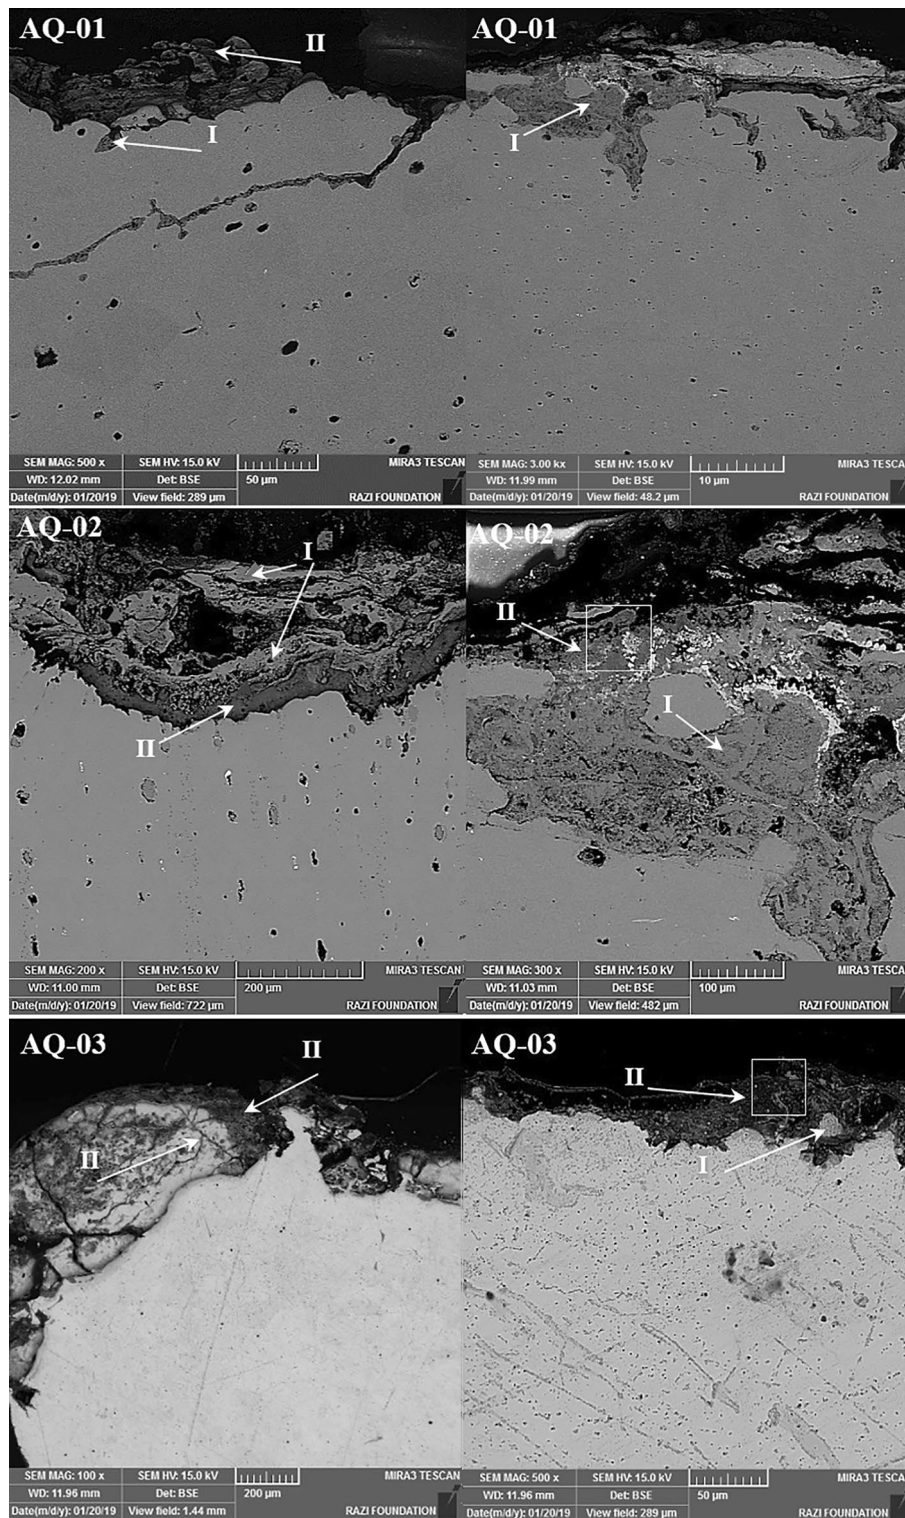 AQ-01
II
I
SEM MAG: 500 x
SEM HV: 15.0 kV
WD: 12.02 mm
Det: BSE
50 µm
MIRA3 TESCAN
Date(m/d/y): 01/20/19
View field: 289 µm
RAZI FOUNDATION
AQ-01
I
SEM MAG: 3.00 kx
SEM HV: 15.0 kV
WD: 11.99 mm
Det: BSE
10 µm
MIRA3 TESCAN
Date(m/d/y): 01/20/19
View field: 48.2 µm
RAZI FOUNDATION
AQ-02
I
II
SEM MAG: 200 x
SEM HV: 15.0 kV
WD: 11.00 mm
Det: BSE
200 µm
MIRA3 TESCAN
Date(m/d/y): 01/20/19
View field: 722 µm
RAZI FOUNDATION
AQ-02
II
I
SEM MAG: 300 x
SEM HV: 15.0 kV
WD: 11.03 mm
Det: BSE
100 µm
MIRA3 TESCAN
Date(m/d/y): 01/20/19
View field: 482 µm
RAZI FOUNDATION
AQ-03
II
II
SEM MAG: 100 x
SEM HV: 15.0 kV
WD: 11.96 mm
Det: BSE
200 µm
MIRA3 TESCAN
Date(m/d/y): 01/20/19
View field: 1.44 mm
RAZI FOUNDATION
AQ-03
II
I
SEM MAG: 500 x
SEM HV: 15.0 kV
WD: 11.96 mm
Det: BSE
50 µm
MIRA3 TESCAN
Date(m/d/y): 01/20/19
View field: 289 µm
RAZI FOUNDATION